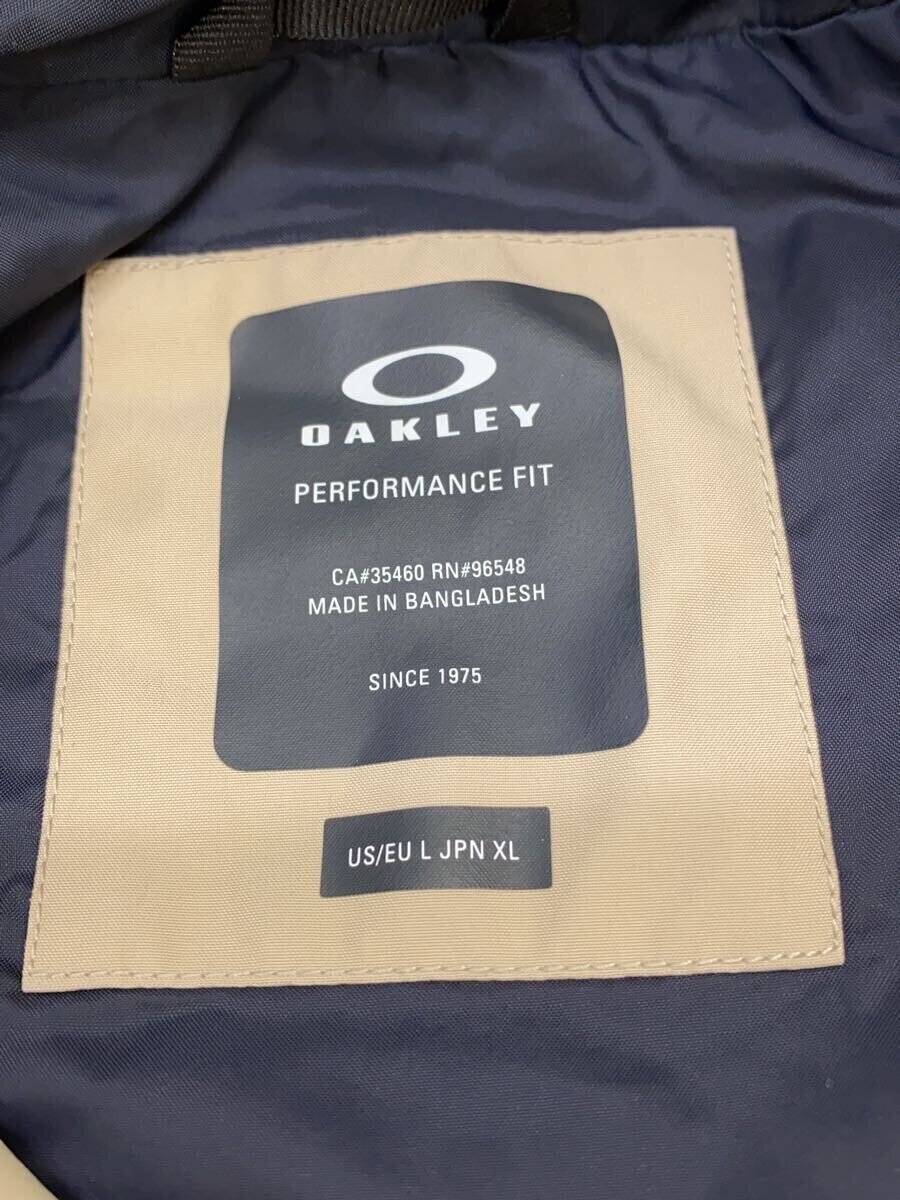 OAKLEY
PERFORMANCE FIT
CA#35460 RN#96548
MADE IN BANGLADESH
SINCE 1975
US/EU L JPN XL